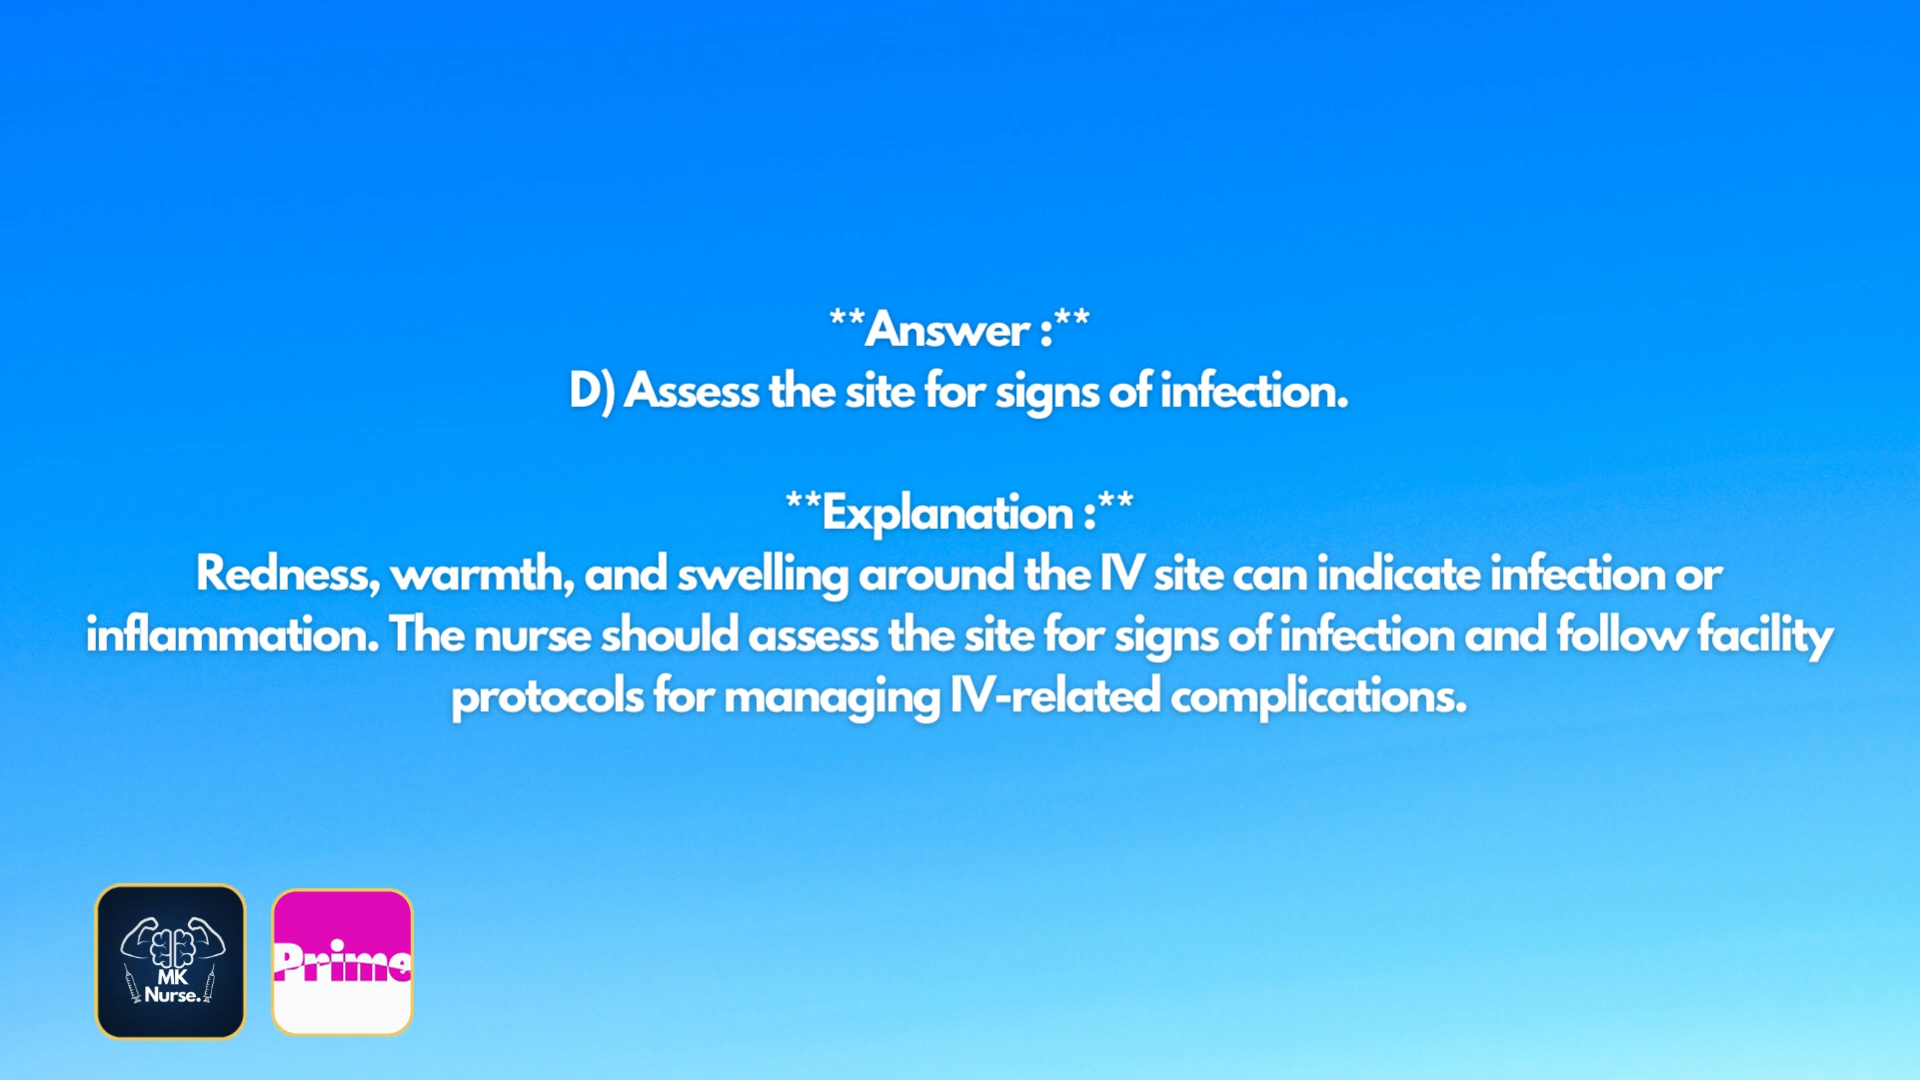 **Answer :**
D) Assess the site for signs of infection.
**Explanation :**
Redness, warmth, and swelling around the IV site can indicate infection or
inflammation. The nurse should assess the site for signs of infection and follow facility
protocols for managing IV-related complications.
MK
Nurse.
Prime